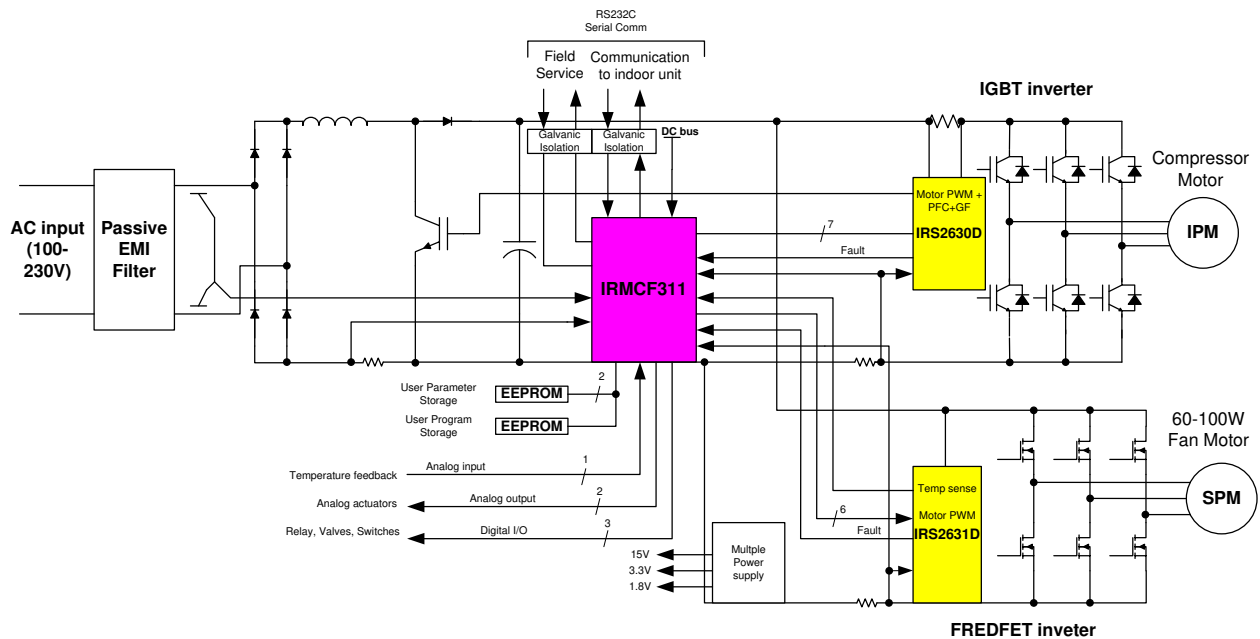 RS232C
Serial Comm
Field
Service
Communication
to indoor unit
IGBT inverter
Galvanic
Isolation
Galvanic
Isolation
DC bus
Compressor
Motor
Motor PWM +
PFC+GF
IRS2630D
AC input
(100-
230V)
Passive
EMI
Filter
7
IPM
Fault
IRMCF311
User Parameter
Storage
EEPROM
2
User Program
Storage
EEPROM
60-100W
Fan Motor
Temperature feedback
Analog input
1
Temp sense
Analog actuators
Analog output
2
SPM
6
Motor PWM
Relay, Valves, Switches
Digital I/O
3
Fault
IRS2631D
15V
3.3V
1.8V
Multple
Power
supply
FREDFET inveter